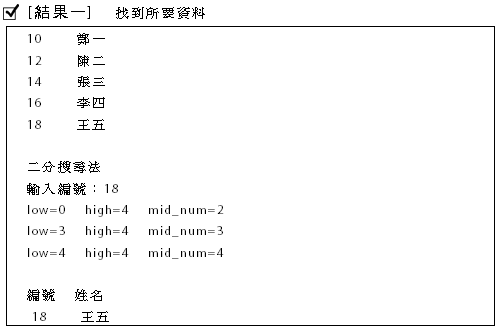 [結果一] 找到所要資料
10 鄭一
12 陳二
14 張三
16 李四
18 王五
二分搜尋法
輸入編號：18
low=0 high=4 mid_num=2
low=3 high=4 mid_num=3
low=4 high=4 mid_num=4
編號 姓名
18 王五